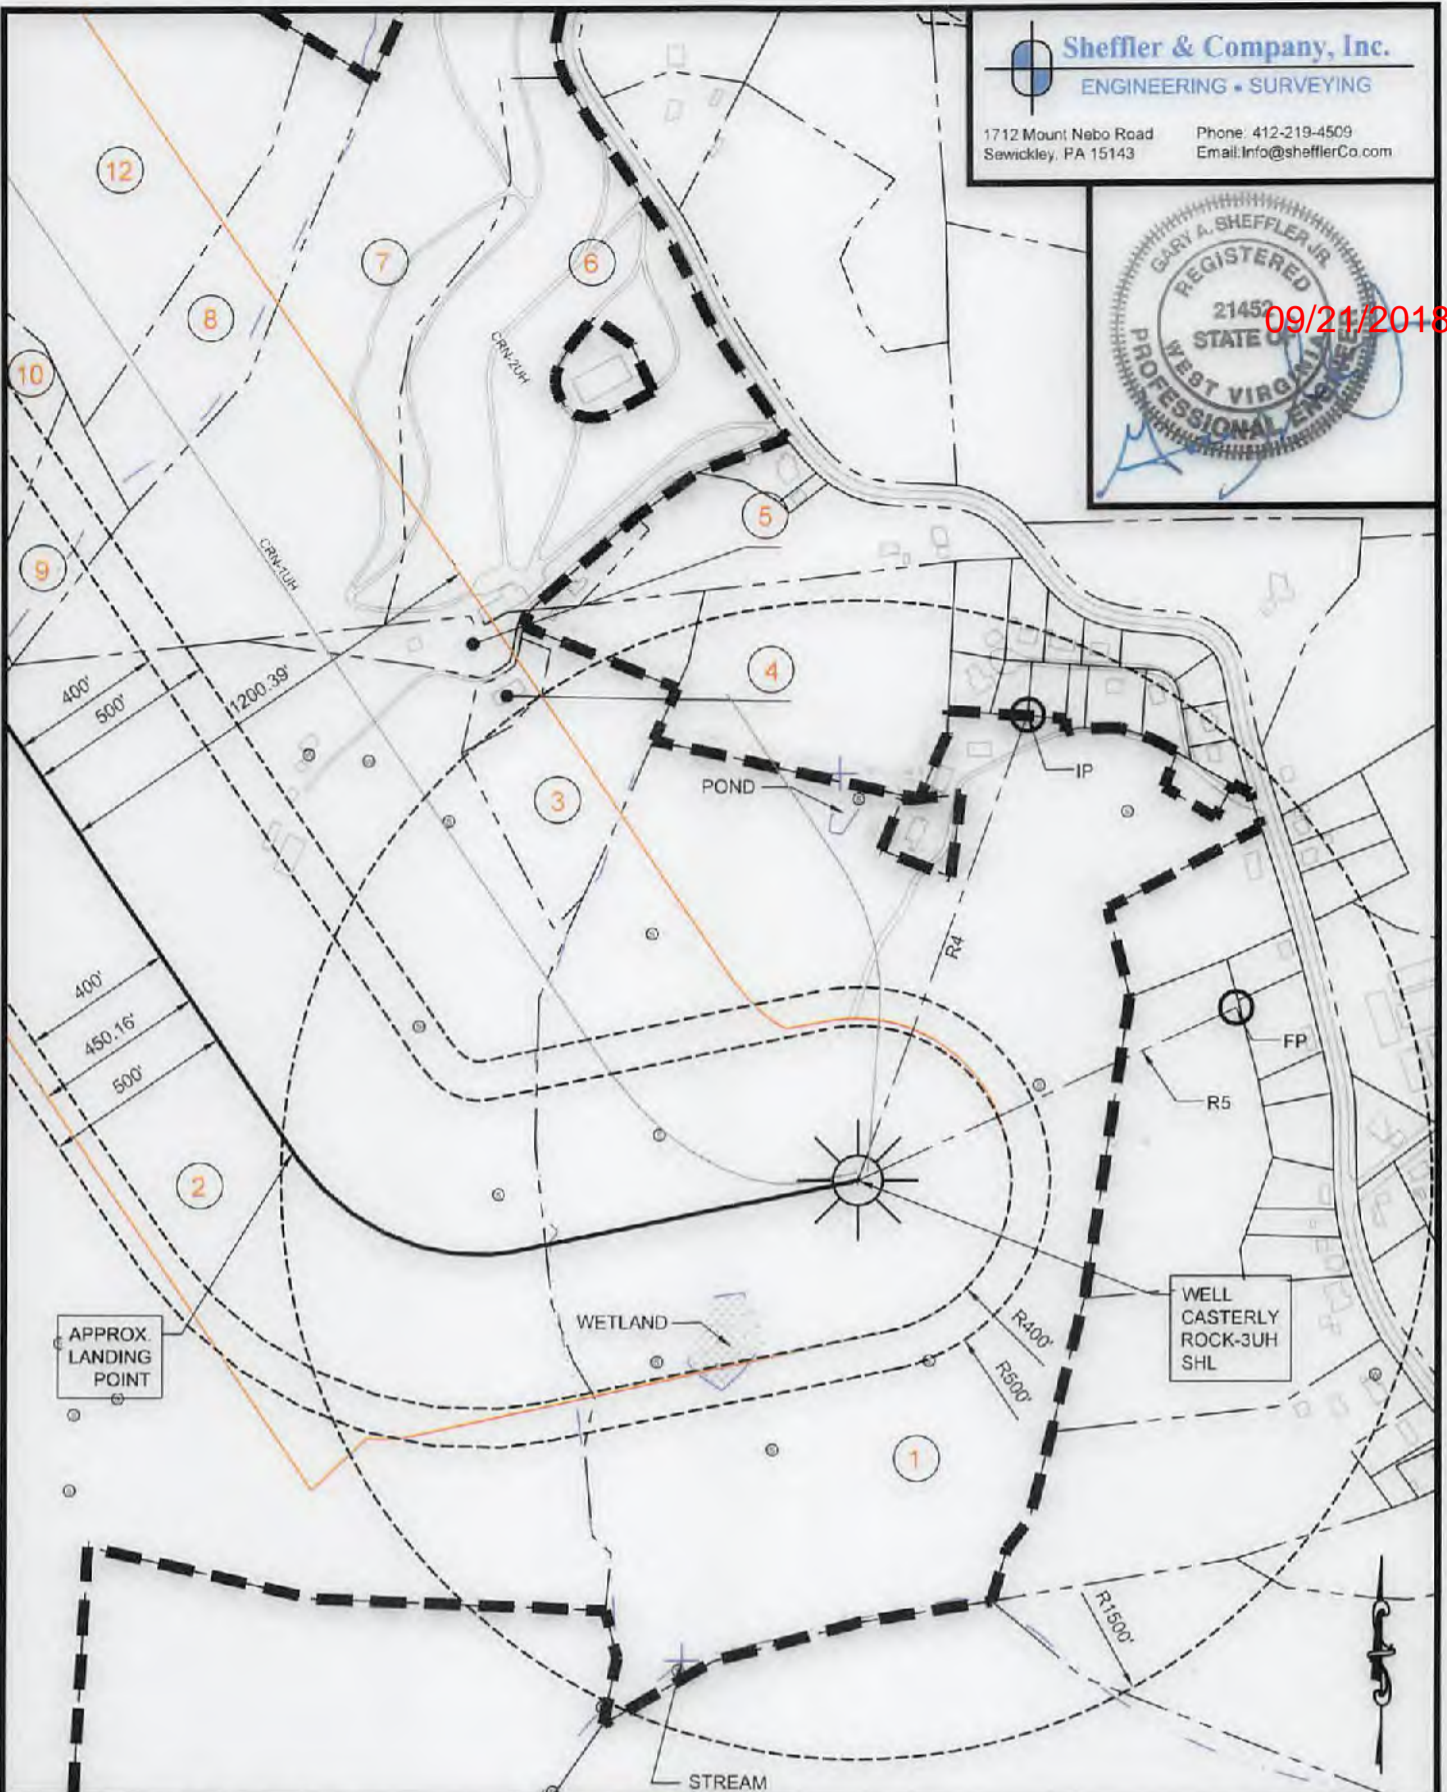 Sheffler & Company, Inc.
ENGINEERING • SURVEYING
1712 Mount Nebo Road
Sewickley, PA 15143
Phone: 412-219-4509
Email:Info@shefflerCo.com
GARY A. SHEFFLER JR.
REGISTERED
21452
STATE OF
WEST VIRGINIA
PROFESSIONAL ENGINEER
09/21/2018
12
7
6
8
CRN-2UH
10
5
9
CRN-1UH
4
400'
500'
1200.39'
IP
POND
3
R4
400'
450.16'
500'
FP
R5
2
WELL
CASTERLY
ROCK-3UH
SHL
WETLAND
R400'
R500'
APPROX.
LANDING
POINT
1
R1500'
STREAM